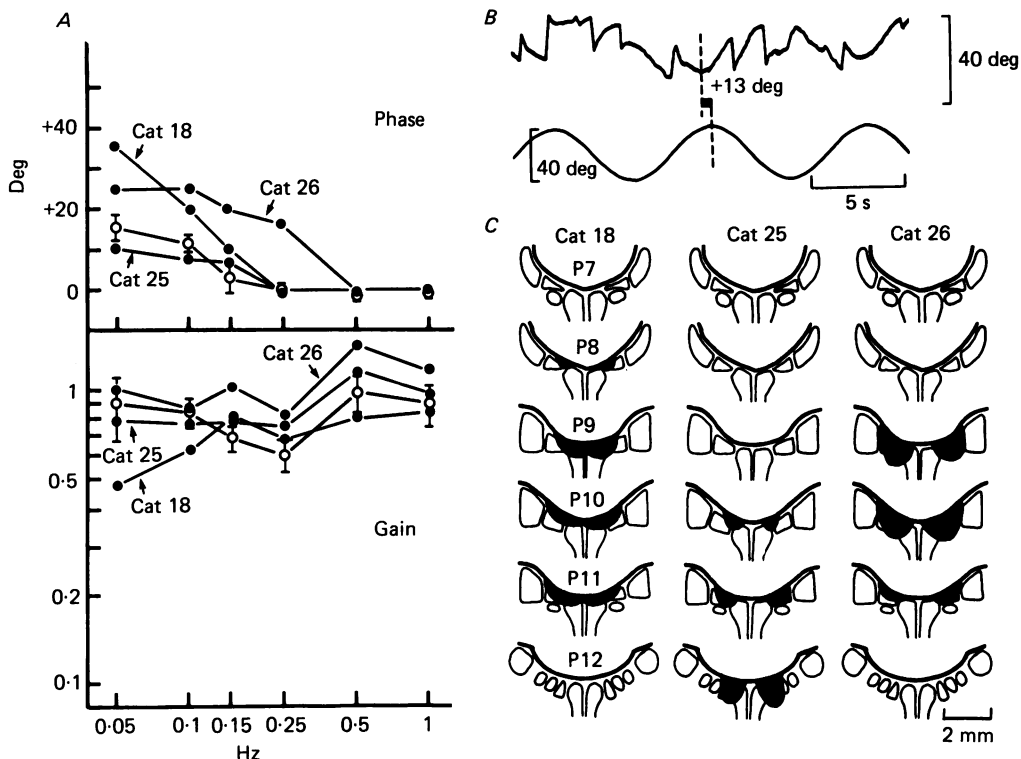 A
Deg
+40
+20
0
Cat 18
Phase
Cat 26
Cat 25
1
0·5
0·2
0·1
Cat 26
Cat 25
Cat 18
Gain
0·05 0·1 0·15 0·25 0·5 1
Hz
B
40 deg
+13 deg
40 deg
5 s
C
Cat 18 Cat 25 Cat 26
P7
P8
P9
P10
P11
P12
2 mm